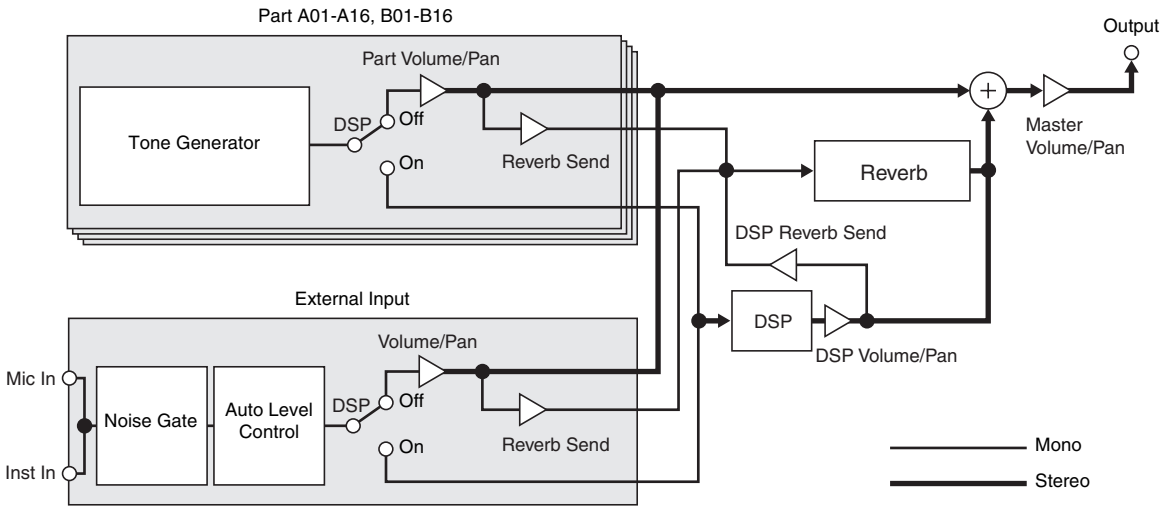 Part A01-A16, B01-B16
Output
Part Volume/Pan
DSP
Off
On
Tone Generator
Reverb Send
+
Master
Volume/Pan
Reverb
DSP Reverb Send
DSP
DSP Volume/Pan
External Input
Volume/Pan
Mic In
Inst In
Noise Gate
Auto Level
Control
DSP
Off
On
Reverb Send
Mono
Stereo